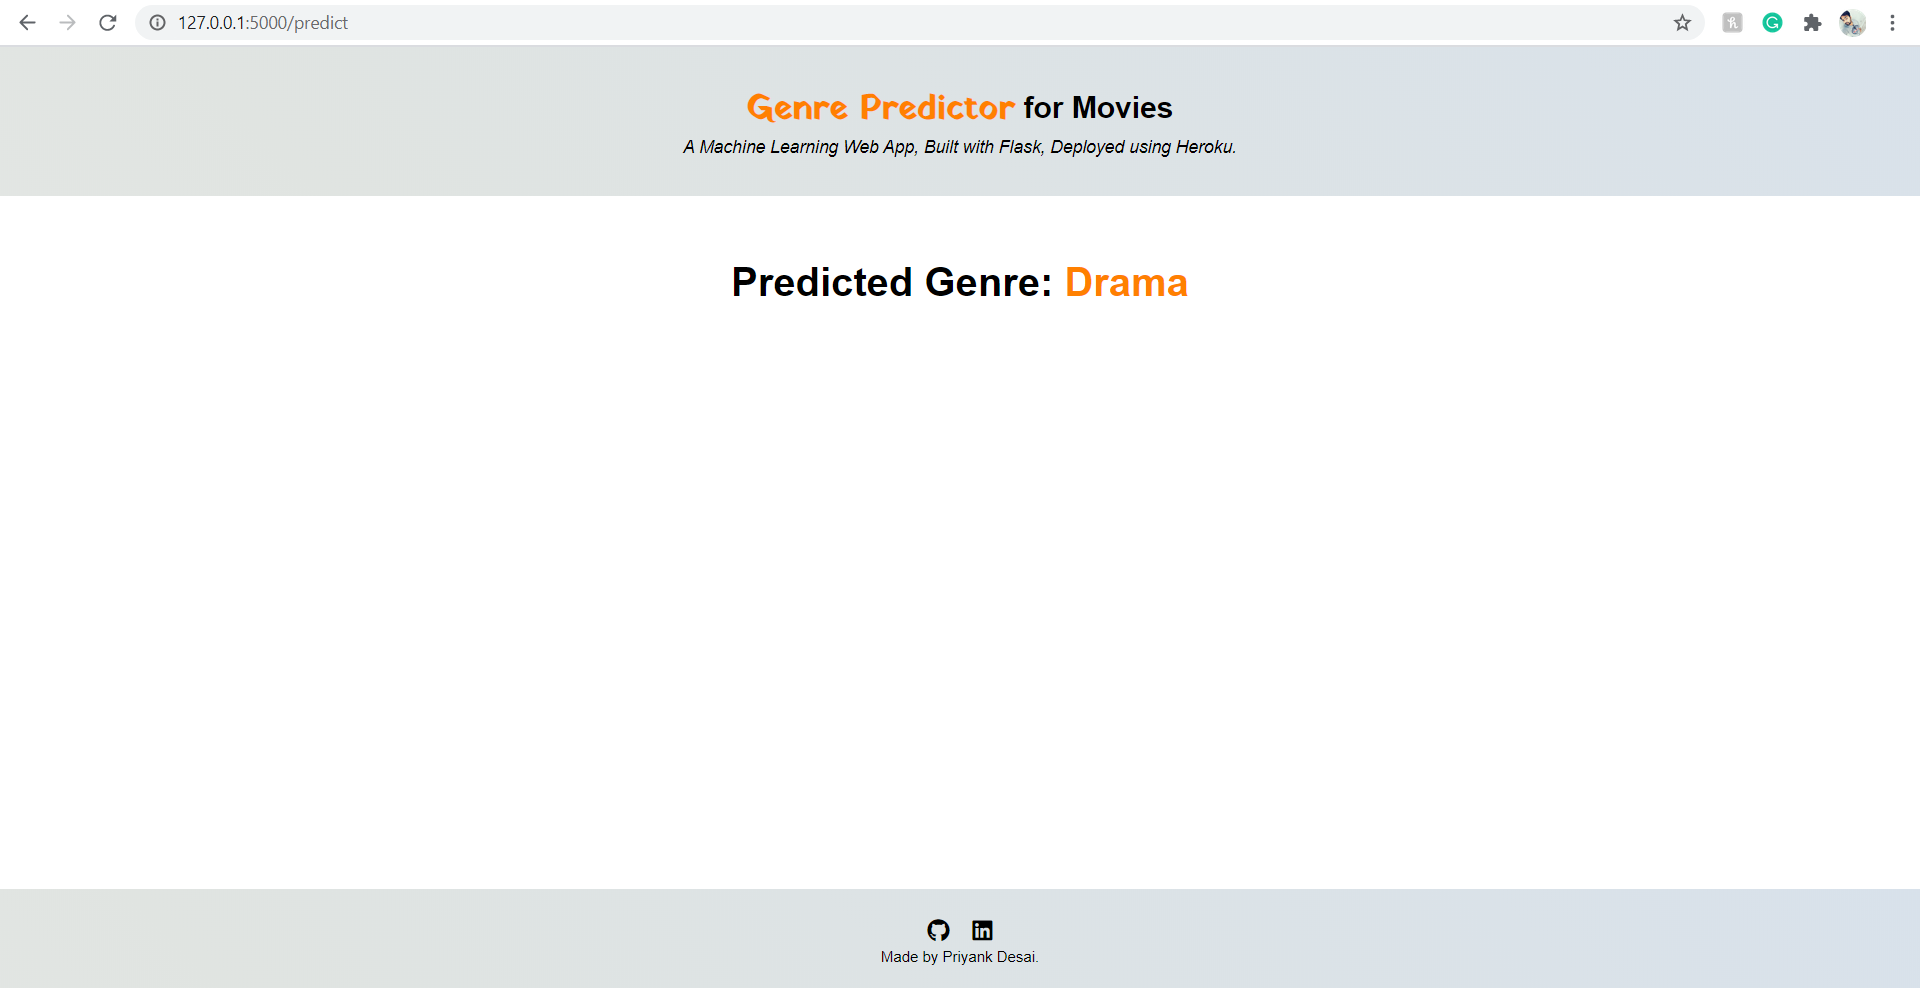 127.0.0.1:5000/predict
Genre Predictor for Movies
A Machine Learning Web App, Built with Flask, Deployed using Heroku.
Predicted Genre: Drama
in
Made by Priyank Desai.